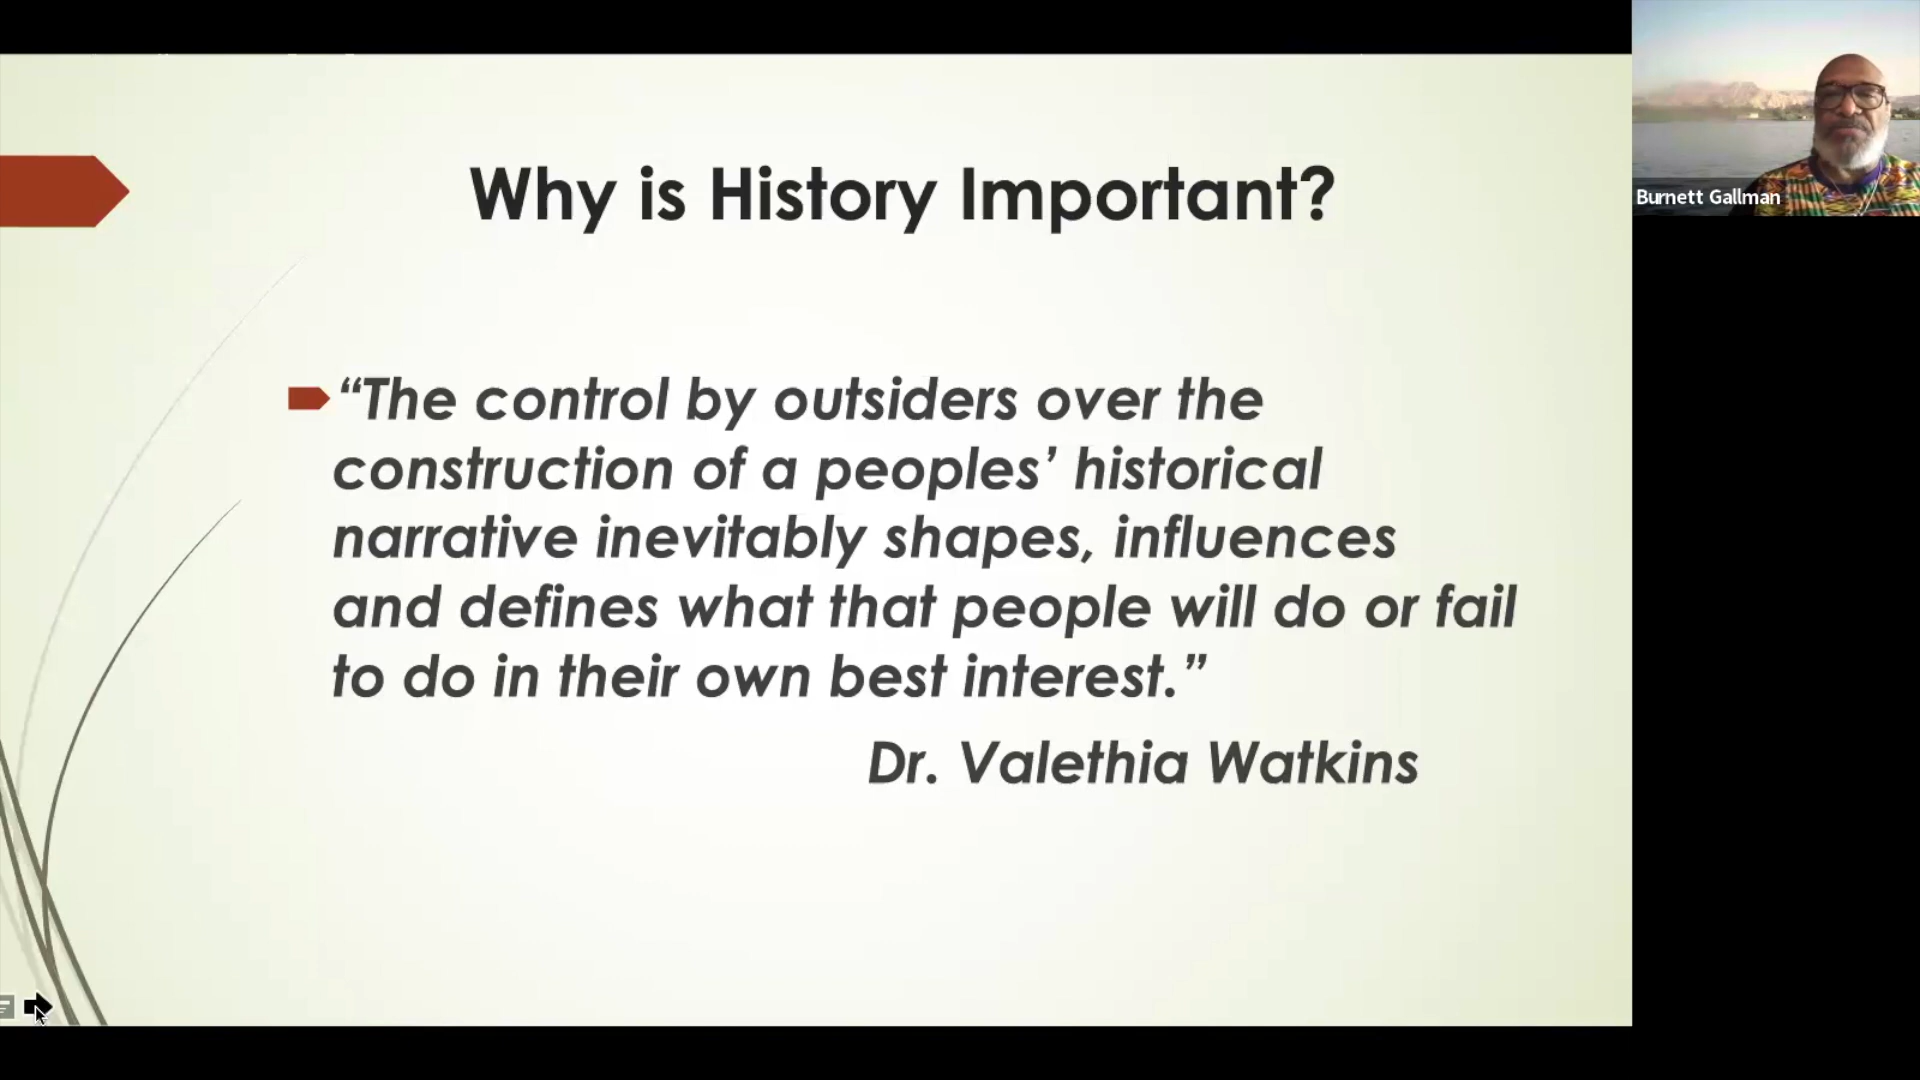 Why is History Important?
“The control by outsiders over the
construction of a peoples’ historical
narrative inevitably shapes, influences
and defines what that people will do or fail
to do in their own best interest.”
Dr. Valethia Watkins
Burnett Gallman